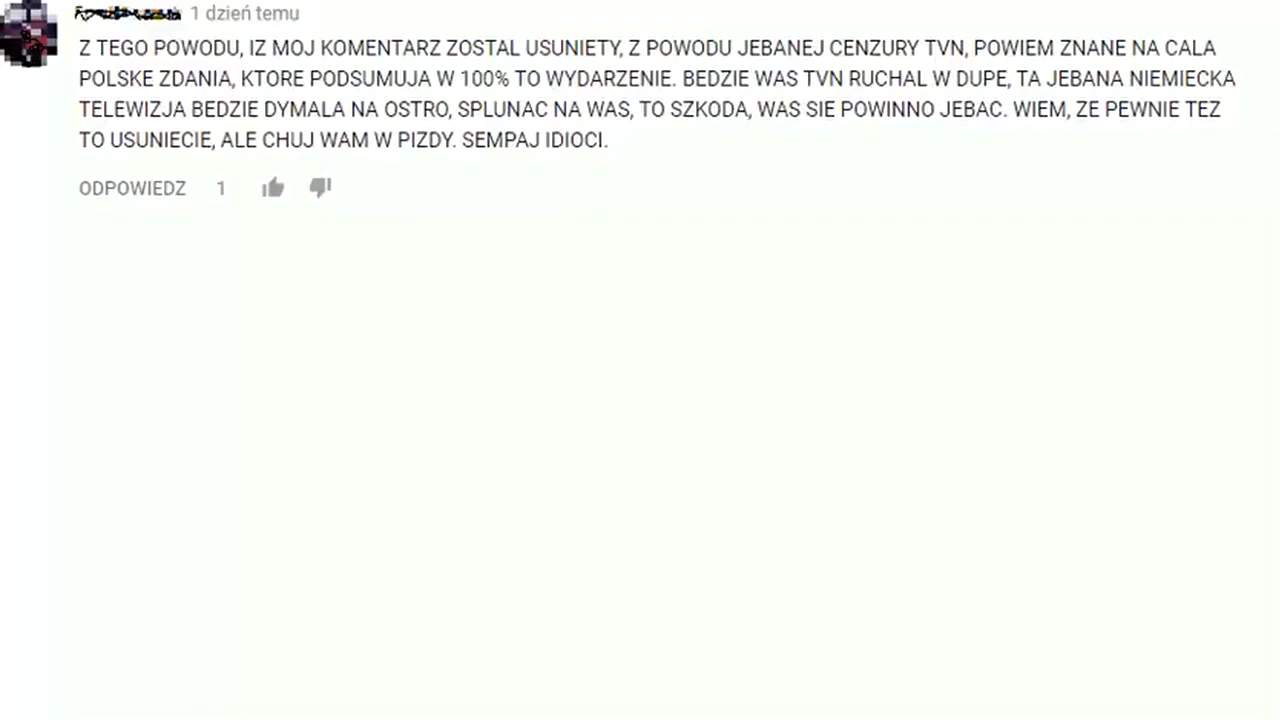 1 dzień temu
Z TEGO POWODU, IZ MOJ KOMENTARZ ZOSTAL USUNIETY, Z POWODU JEBANEJ CENZURY TVN, POWIEM ZNANE NA CALA
POLSKE ZDANIA, KTORE PODSUMUJA W 100% TO WYDARZENIE. BEDZIE WAS TVN RUCHAL W DUPE, TA JEBANA NIEMIECKA
TELEWIZJA BEDZIE DYMALA NA OSTRO, SPLUNAC NA WAS, TO SZKODA, WAS SIE POWINNO JEBAC. WIEM, ZE PEWNIE TEZ
TO USUNIECIE, ALE CHUJ WAM W PIZDY. SEMPAJ IDIOCI.
ODPOWIEDZ 1